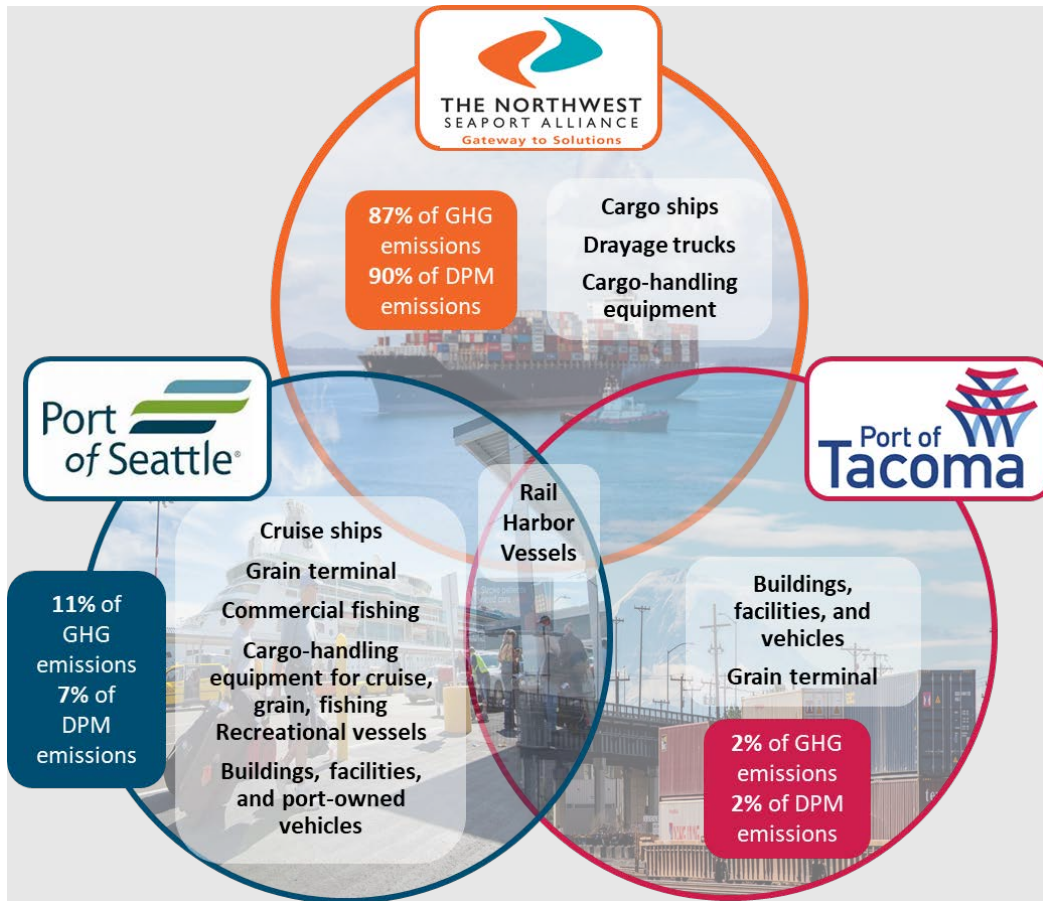 THE NORTHWEST
SEAPORT ALLIANCE
Gateway to Solutions
87% of GHG
emissions
90% of DPM
emissions
Cargo ships
Drayage trucks
Cargo-handling
equipment
Port
of Seattle®
Port of
Tacoma
Rail
Harbor
Vessels
Cruise ships
Grain terminal
Commercial fishing
Cargo-handling
equipment for cruise,
grain, fishing
Recreational vessels
Buildings, facilities,
and port-owned
vehicles
11% of
GHG
emissions
7% of
DPM
emissions
Buildings,
facilities, and
vehicles
Grain terminal
2% of GHG
emissions
2% of DPM
emissions